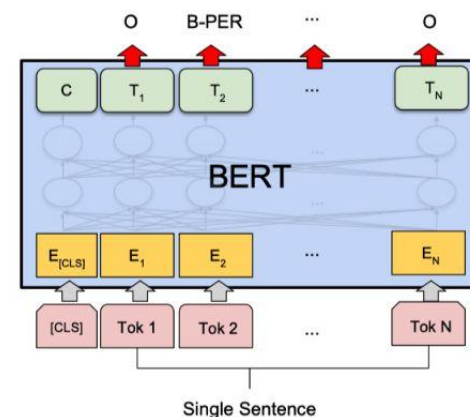 O B-PER ... O
C T1 T2 ... TN
...
BERT
...
E[CLS] E1 E2 ... EN
[CLS] Tok 1 Tok 2 ... Tok N
Single Sentence